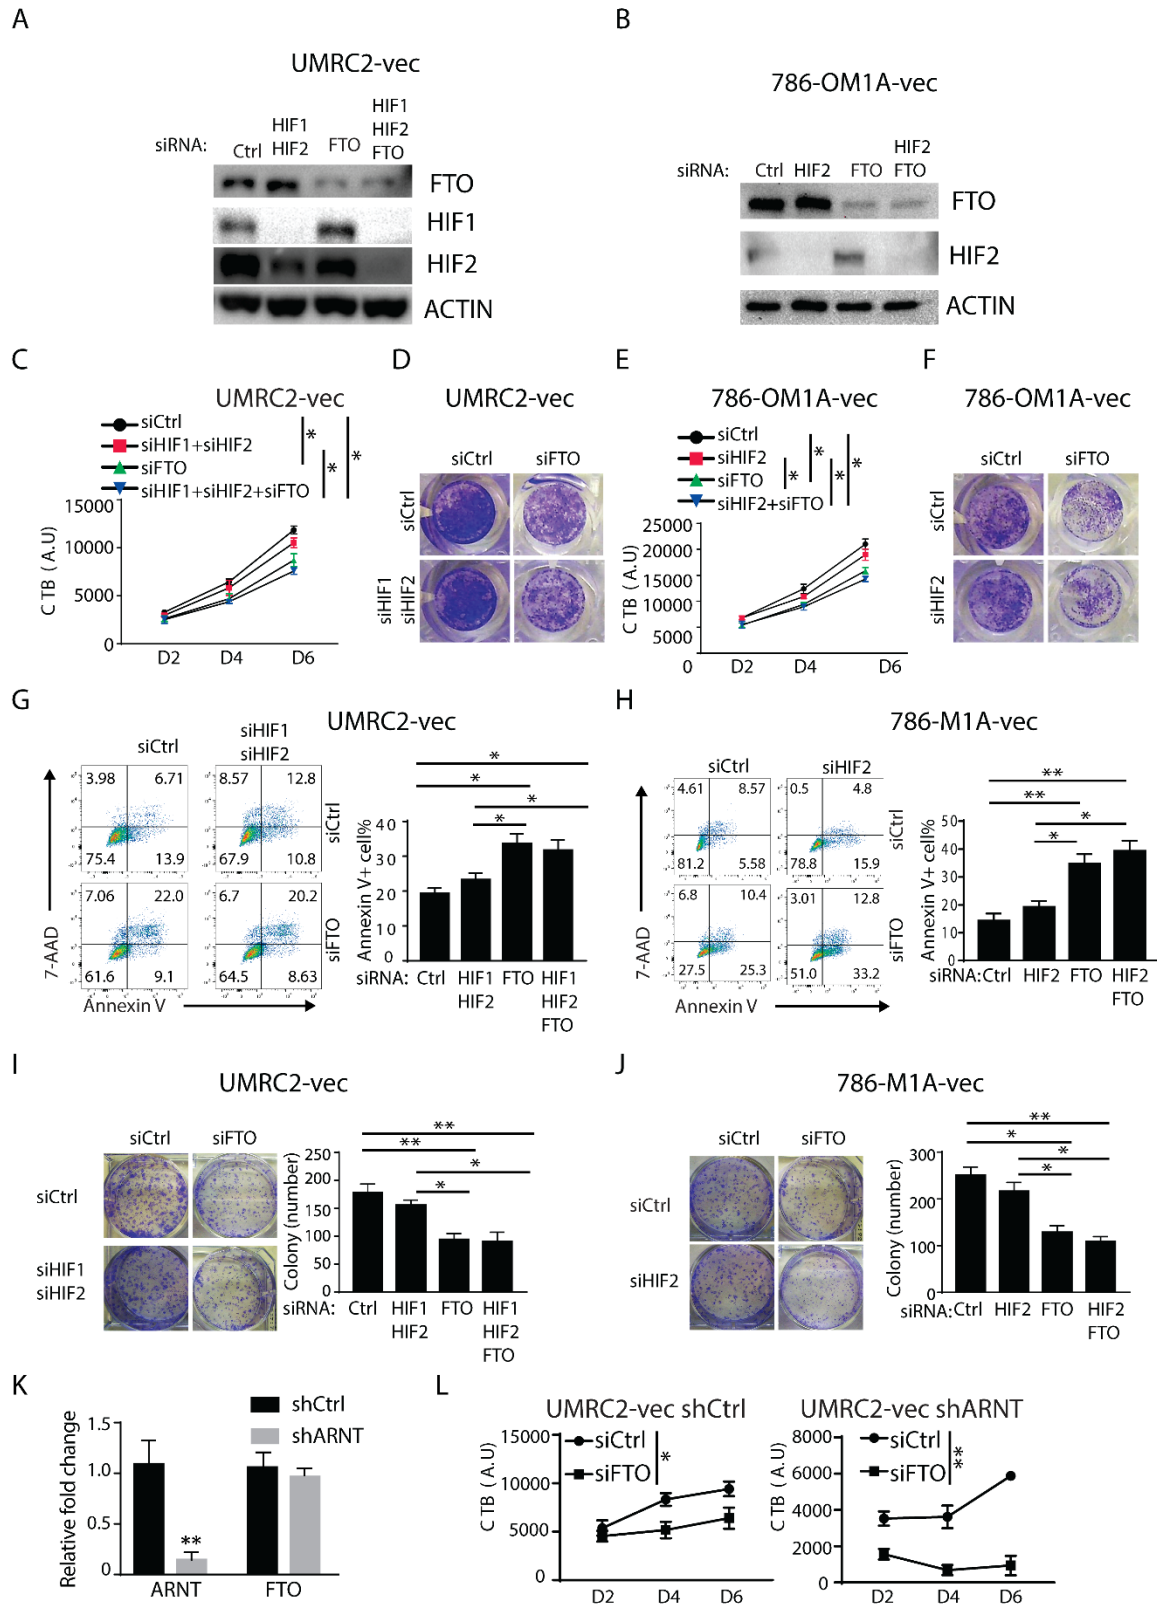 A
B
UMRC2-vec
786-OM1A-vec
siRNA:
Ctrl
HIF1
HIF2
FTO
HIF1
HIF2
FTO
FTO
HIF1
HIF2
ACTIN
siRNA:
Ctrl
HIF2
FTO
HIF2
FTO
FTO
HIF2
ACTIN
C
UMRC2-vec
siCtrl
siHIF1+siHIF2
siFTO
siHIF1+siHIF2+siFTO
*
*
*
CTB (A.U)
15000
10000
5000
0
D2 D4 D6
D
UMRC2-vec
siCtrl siFTO
siCtrl
siHIF1
siHIF2
E
786-OM1A-vec
siCtrl
siHIF2
siFTO
siHIF2+siFTO
*
*
*
*
CTB (A.U)
25000
20000
15000
10000
5000
0
D2 D4 D6
F
786-OM1A-vec
siCtrl siFTO
siCtrl
siHIF2
G
UMRC2-vec
siCtrl
siHIF1
siHIF2
3.98 6.71
75.4 13.9
8.57 12.8
67.9 10.8
siCtrl
7.06 22.0
61.6 9.1
6.7 20.2
64.5 8.63
siFTO
7-AAD
Annexin V
*
*
*
*
Annexin V+ cell%
40
30
20
10
0
siRNA:
Ctrl
HIF1
HIF2
FTO
HIF1
HIF2
FTO
H
786-M1A-vec
siCtrl siHIF2
4.61 8.57
81.2 5.58
0.5 4.8
78.8 15.9
siCtrl
6.8 10.4
27.5 25.3
3.01 12.8
51.0 33.2
siFTO
7-AAD
Annexin V
**
**
*
*
Annexin V+ cell%
50
40
30
20
10
0
siRNA:
Ctrl
HIF2
FTO
HIF2
FTO
I
UMRC2-vec
siCtrl siFTO
siCtrl
siHIF1
siHIF2
**
**
*
*
Colony (number)
250
200
150
100
50
0
siRNA:
Ctrl
HIF1
HIF2
FTO
HIF1
HIF2
FTO
J
786-M1A-vec
siCtrl siFTO
siCtrl
siHIF2
**
*
*
*
Colony (number)
300
200
100
0
siRNA:
Ctrl
HIF2
FTO
HIF2
FTO
K
shCtrl
shARNT
Relative fold change
1.5
1.0
0.5
0
**
ARNT FTO
L
UMRC2-vec shCtrl
siCtrl
siFTO
*
CTB (A.U)
15000
10000
5000
0
D2 D4 D6
UMRC2-vec shARNT
siCtrl
siFTO
**
CTB (A.U)
8000
6000
4000
2000
0
D2 D4 D6